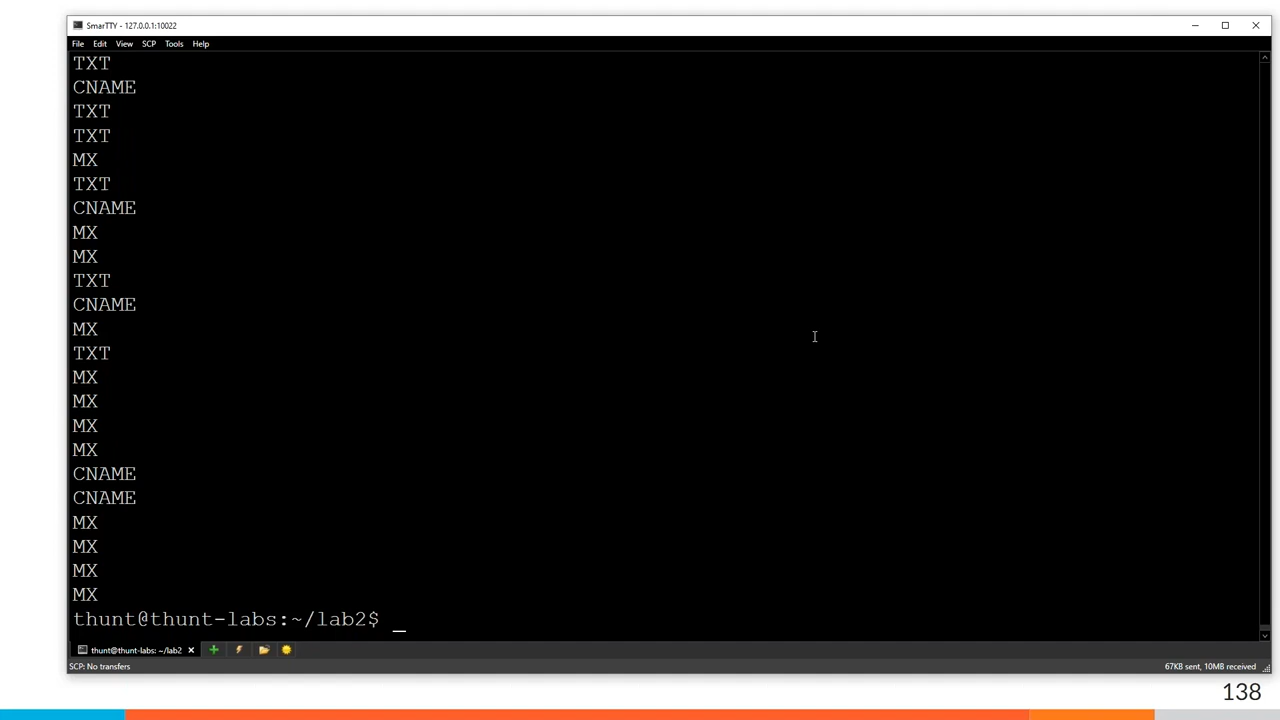 SmarTTY - 127.0.0.1:10022
File Edit View SCP Tools Help
TXT
CNAME
TXT
TXT
MX
TXT
CNAME
MX
MX
TXT
CNAME
MX
TXT
MX
MX
MX
MX
CNAME
CNAME
MX
MX
MX
MX
thunt@thunt-labs:~/lab2$ _
thunt@thunt-labs: ~/lab2
SCP: No transfers 67KB sent, 10MB received
138